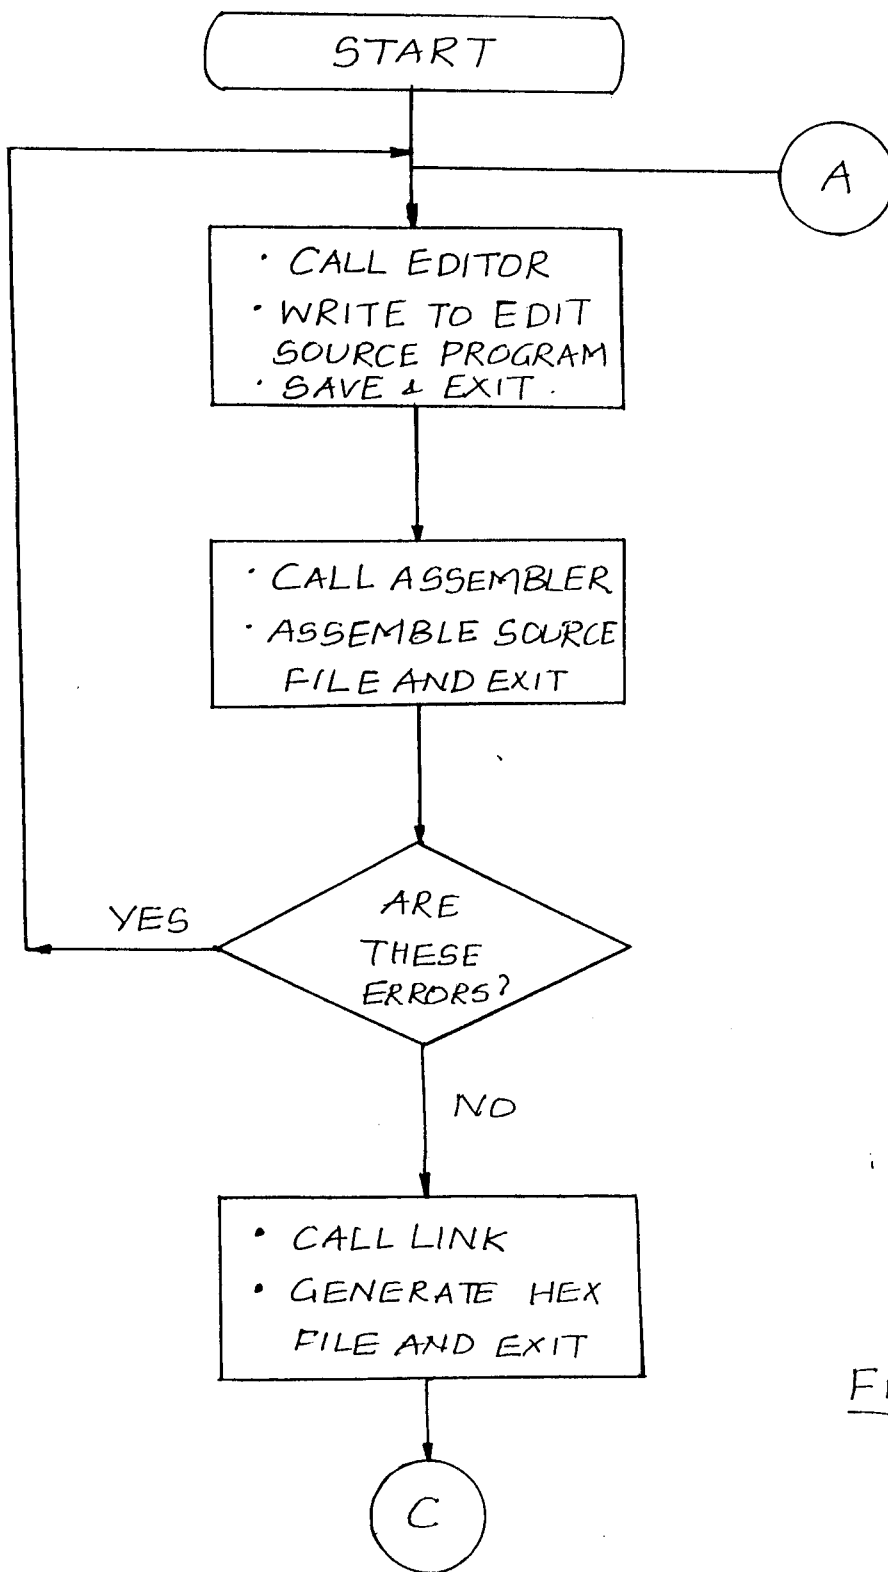 START
A
· CALL EDITOR
· WRITE TO EDIT
SOURCE PROGRAM
· SAVE & EXIT.
· CALL ASSEMBLER
· ASSEMBLE SOURCE
FILE AND EXIT
ARE
THESE
ERRORS?
YES
NO
• CALL LINK
• GENERATE HEX
FILE AND EXIT
C